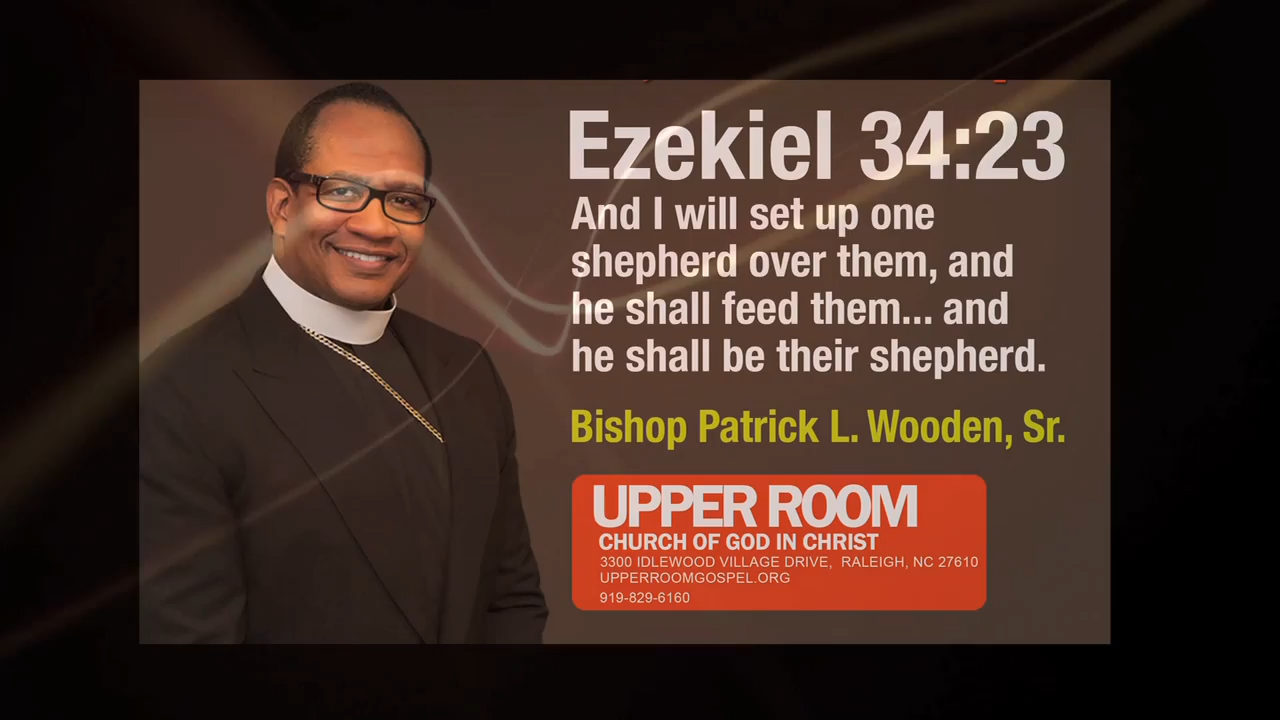 Ezekiel 34:23
And I will set up one
shepherd over them, and
he shall feed them... and
he shall be their shepherd.
Bishop Patrick L. Wooden, Sr.
UPPER ROOM
CHURCH OF GOD IN CHRIST
3300 IDLEWOOD VILLAGE DRIVE, RALEIGH, NC 27610
UPPERROOMGOSPEL.ORG
919-829-6160